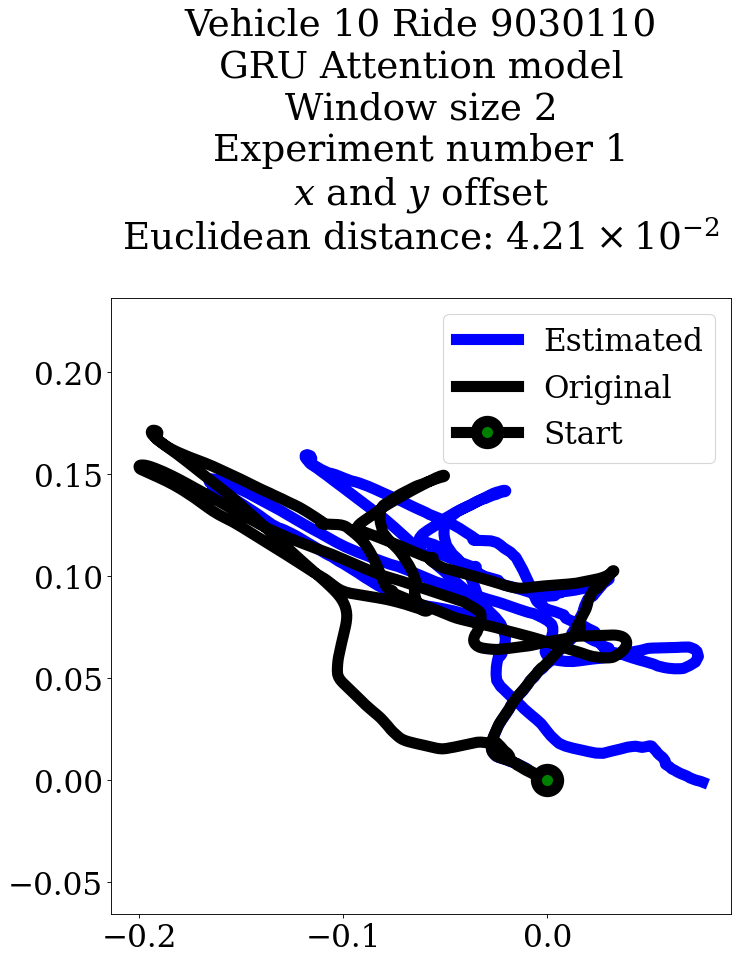 Vehicle 10 Ride 9030110
GRU Attention model
Window size 2
Experiment number 1
x and y offset
Euclidean distance: 4.21 × 10⁻²
Estimated
Original
Start
0.20
0.15
0.10
0.05
0.00
−0.05
−0.2
−0.1
0.0